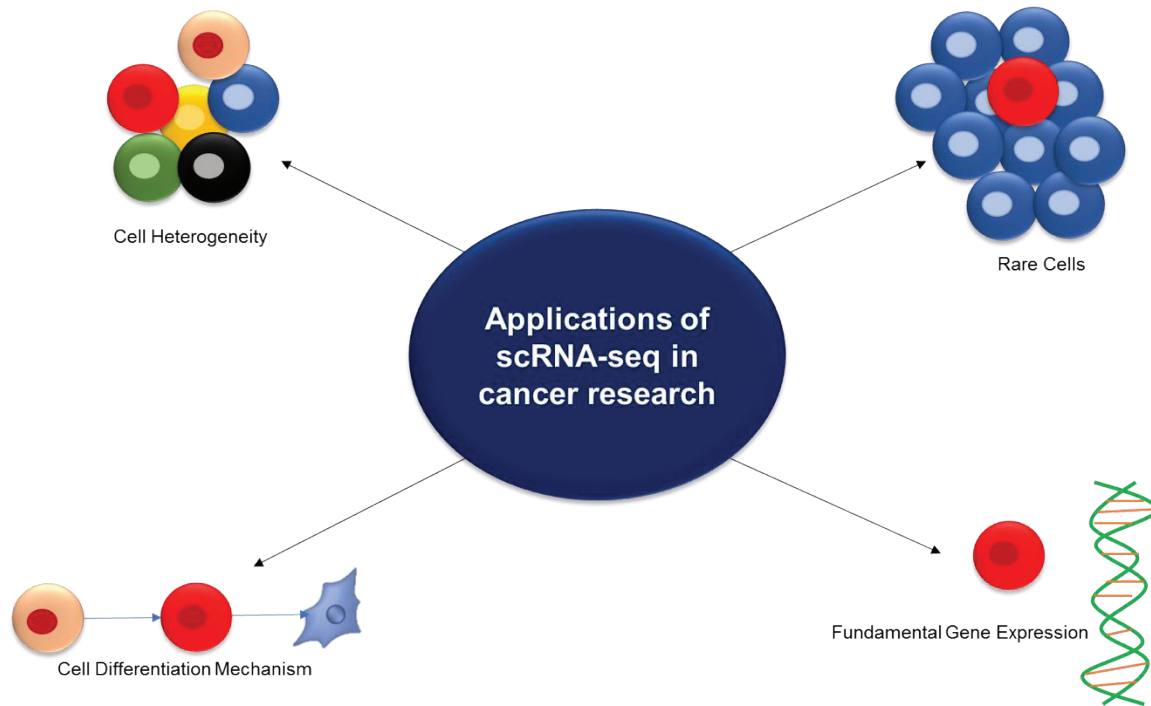 Cell Heterogeneity
Rare Cells
Applications of
scRNA-seq in
cancer research
Cell Differentiation Mechanism
Fundamental Gene Expression